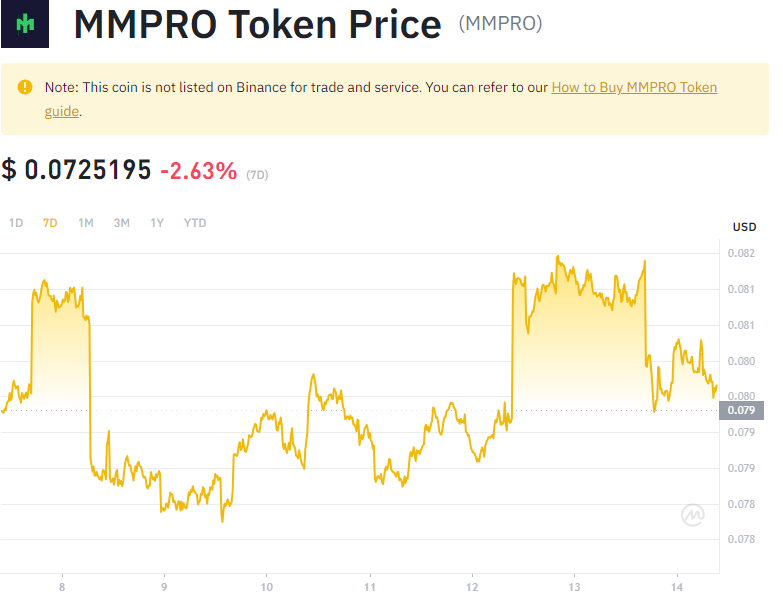 MMPRO Token Price (MMPRO)
Note: This coin is not listed on Binance for trade and service. You can refer to our How to Buy MMPRO Token
guide.
$ 0.0725195 -2.63% (7D)
1D 7D 1M 3M 1Y YTD
USD
0.082
0.081
0.081
0.080
0.080
0.079
0.079
0.079
0.078
0.078
8 9 10 11 12 13 14